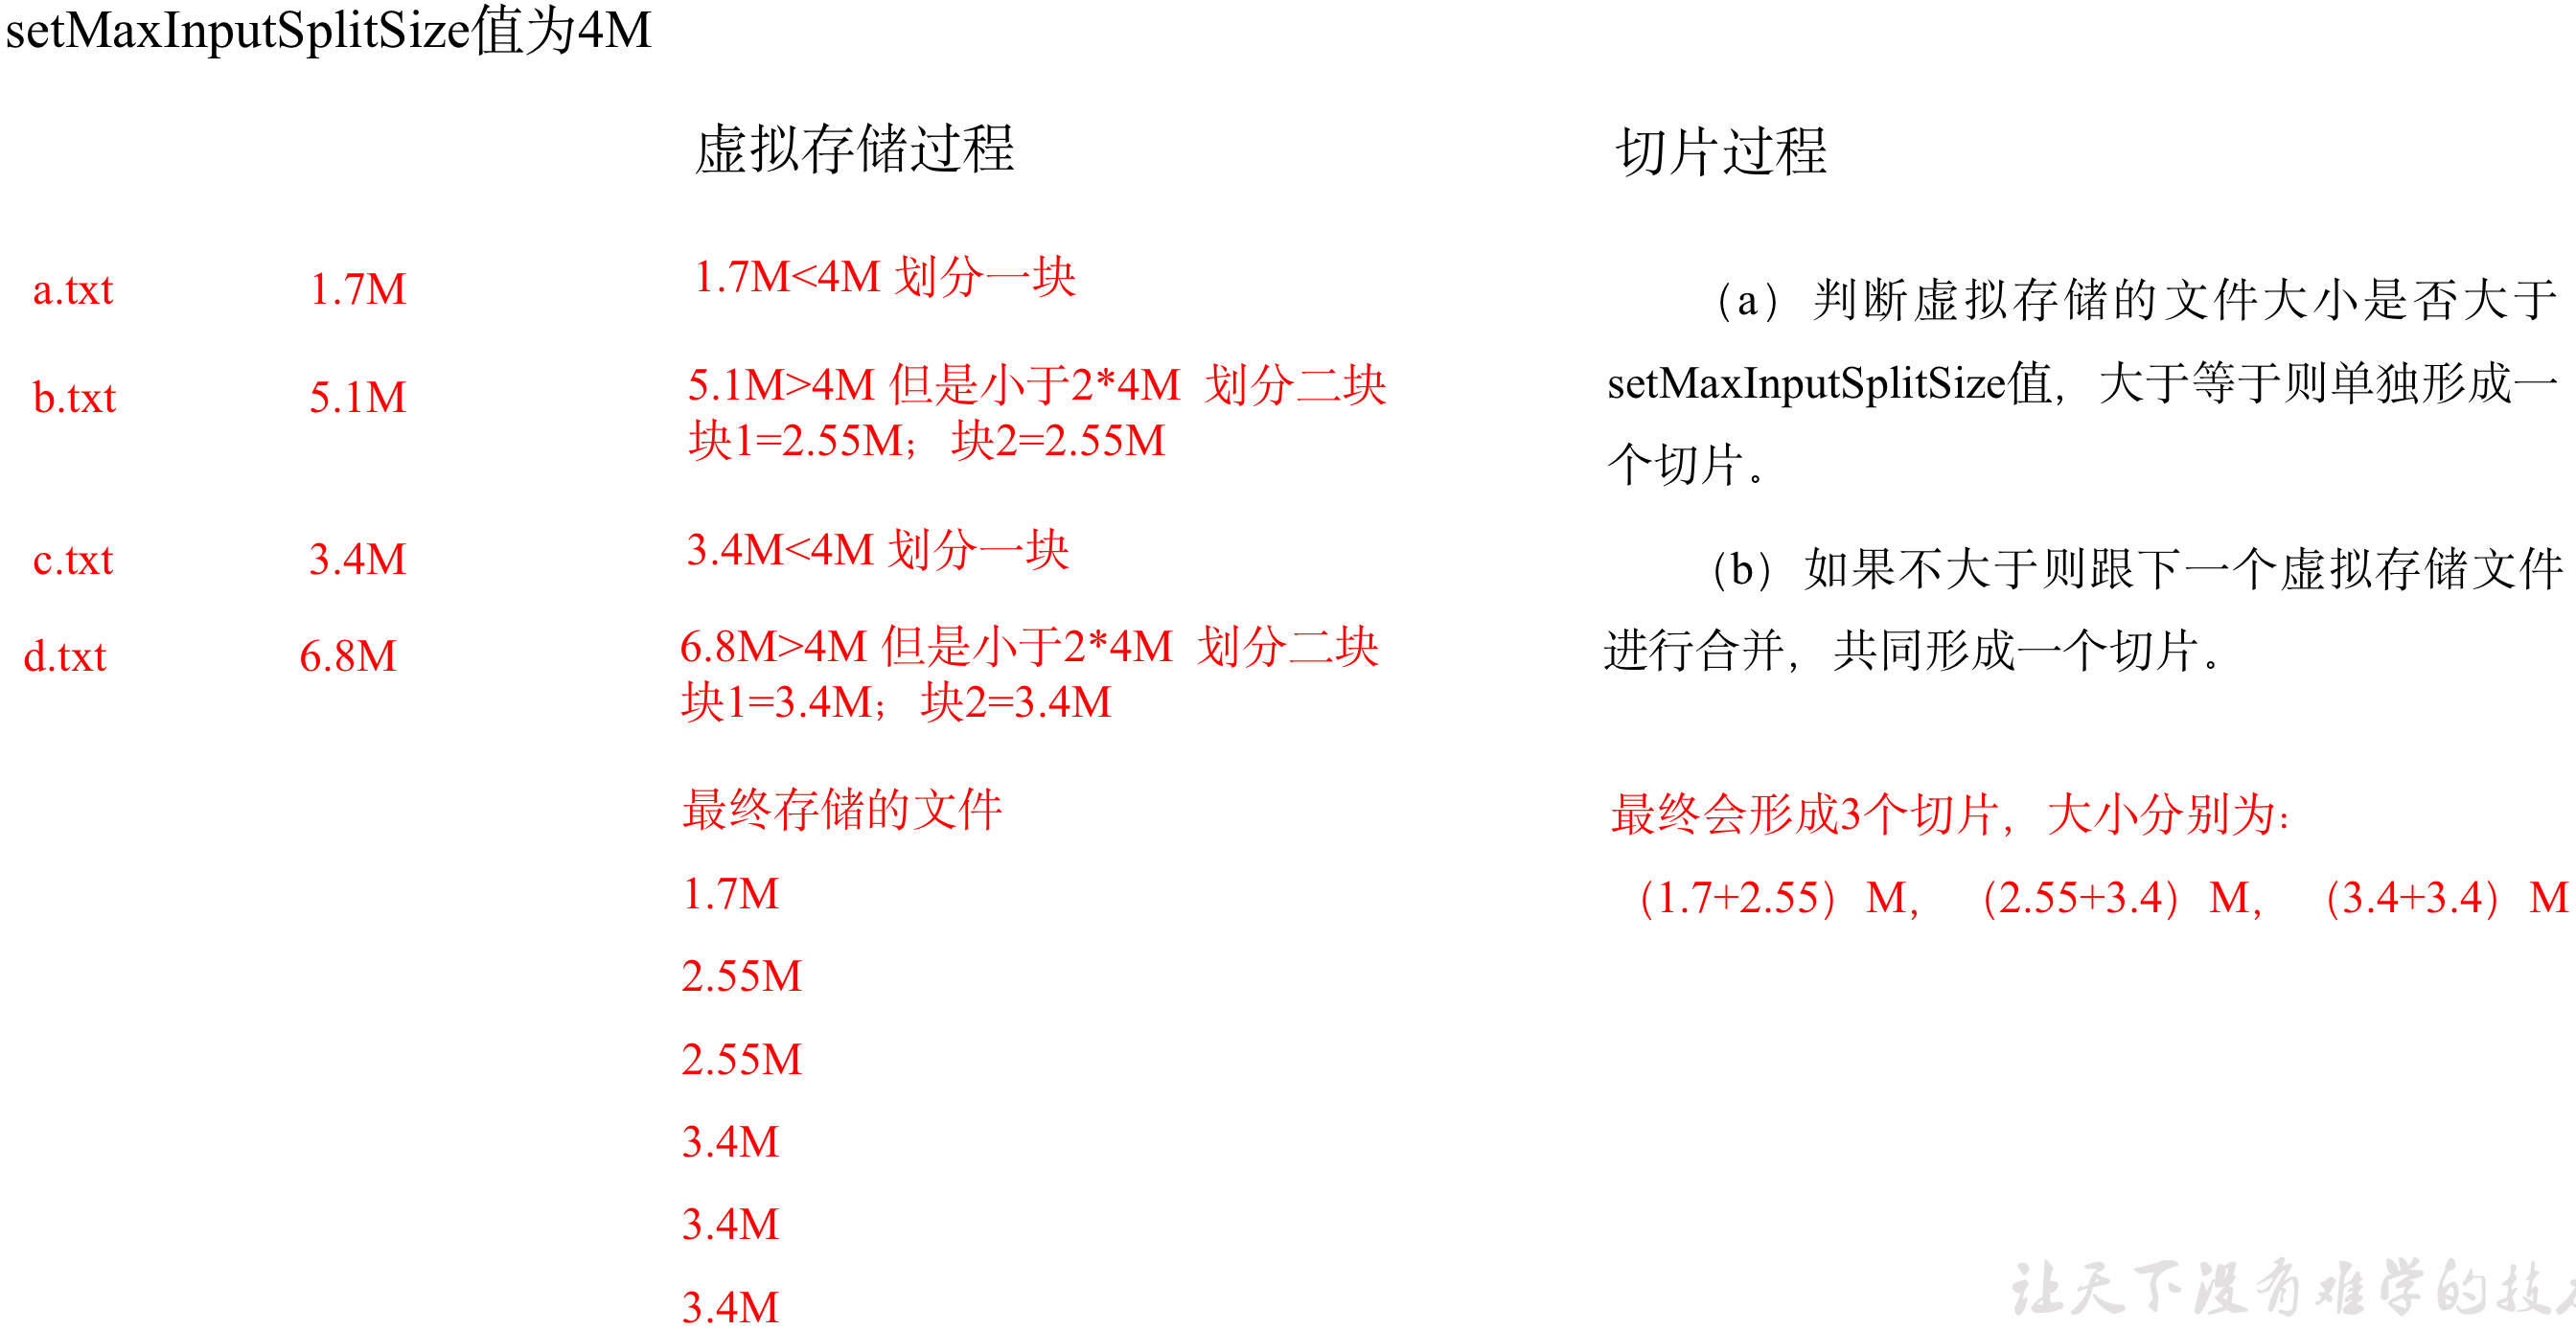 setMaxInputSplitSize值为4M
虚拟存储过程
切片过程
a.txt 1.7M 1.7M<4M 划分一块
b.txt 5.1M 5.1M>4M 但是小于2*4M 划分二块
块1=2.55M；块2=2.55M
c.txt 3.4M 3.4M<4M 划分一块
d.txt 6.8M 6.8M>4M 但是小于2*4M 划分二块
块1=3.4M；块2=3.4M
最终存储的文件
1.7M
2.55M
2.55M
3.4M
3.4M
3.4M
（a）判断虚拟存储的文件大小是否大于
setMaxInputSplitSize值，大于等于则单独形成一
个切片。
（b）如果不大于则跟下一个虚拟存储文件
进行合并，共同形成一个切片。
最终会形成3个切片，大小分别为：
（1.7+2.55）M，（2.55+3.4）M，（3.4+3.4）M
让天下没有难学的技